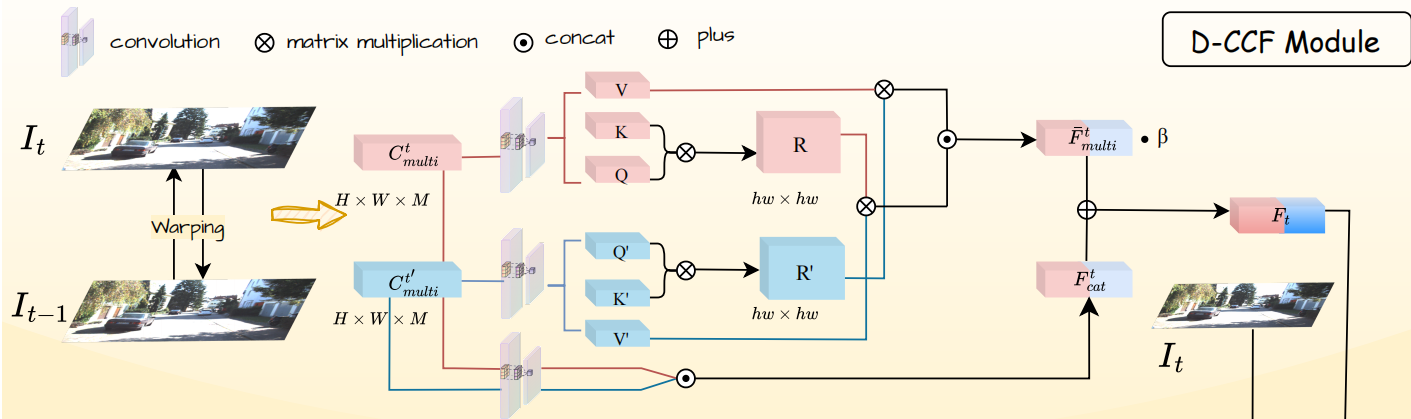 convolution ⊗ matrix multiplication ⊙ concat ⊕ plus
D-CCF Module
I_t
Warping
I_{t-1}
C^t_{multi}
H × W × M
C^{t'}_{multi}
H × W × M
V
K
Q
R
hw × hw
Q'
K'
V'
R'
hw × hw
F̄^t_{multi} • β
F^t_{cat}
F_t
I_t